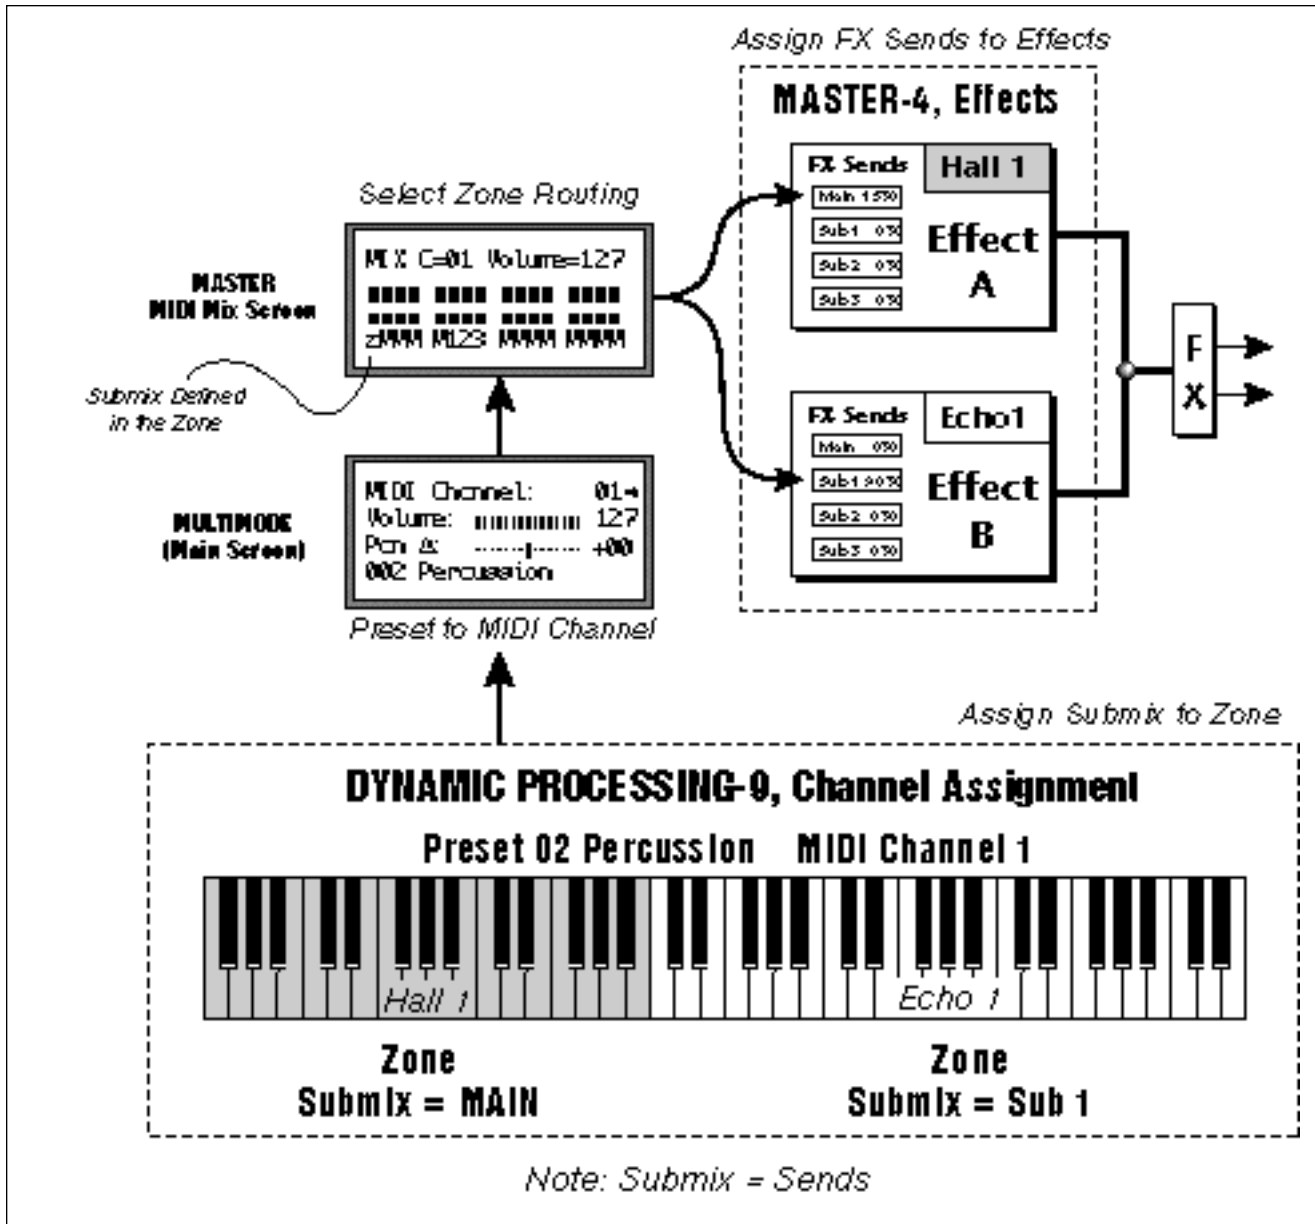 Assign FX Sends to Effects
MASTER-4, Effects
FX Sends
Hall 1
Main 15%
Sub1 0%
Sub2 0%
Sub3 0%
Effect
A
Select Zone Routing
MIX C=01 Volume=127
zMMM M123 MMMM MMMM
MASTER
MIDI Mix Screen
Submix Defined
in the Zone
FX Sends
Echo1
Main 0%
Sub1 90%
Sub2 0%
Sub3 0%
Effect
B
F
X
MIDI Channel: 01
Volume: 127
Pan : +00
002 Percussion
MULTIMODE
(Main Screen)
Preset to MIDI Channel
Assign Submix to Zone
DYNAMIC PROCESSING-9, Channel Assignment
Preset 02 Percussion MIDI Channel 1
Hall 1
Echo 1
Zone
Submix = MAIN
Zone
Submix = Sub 1
Note: Submix = Sends